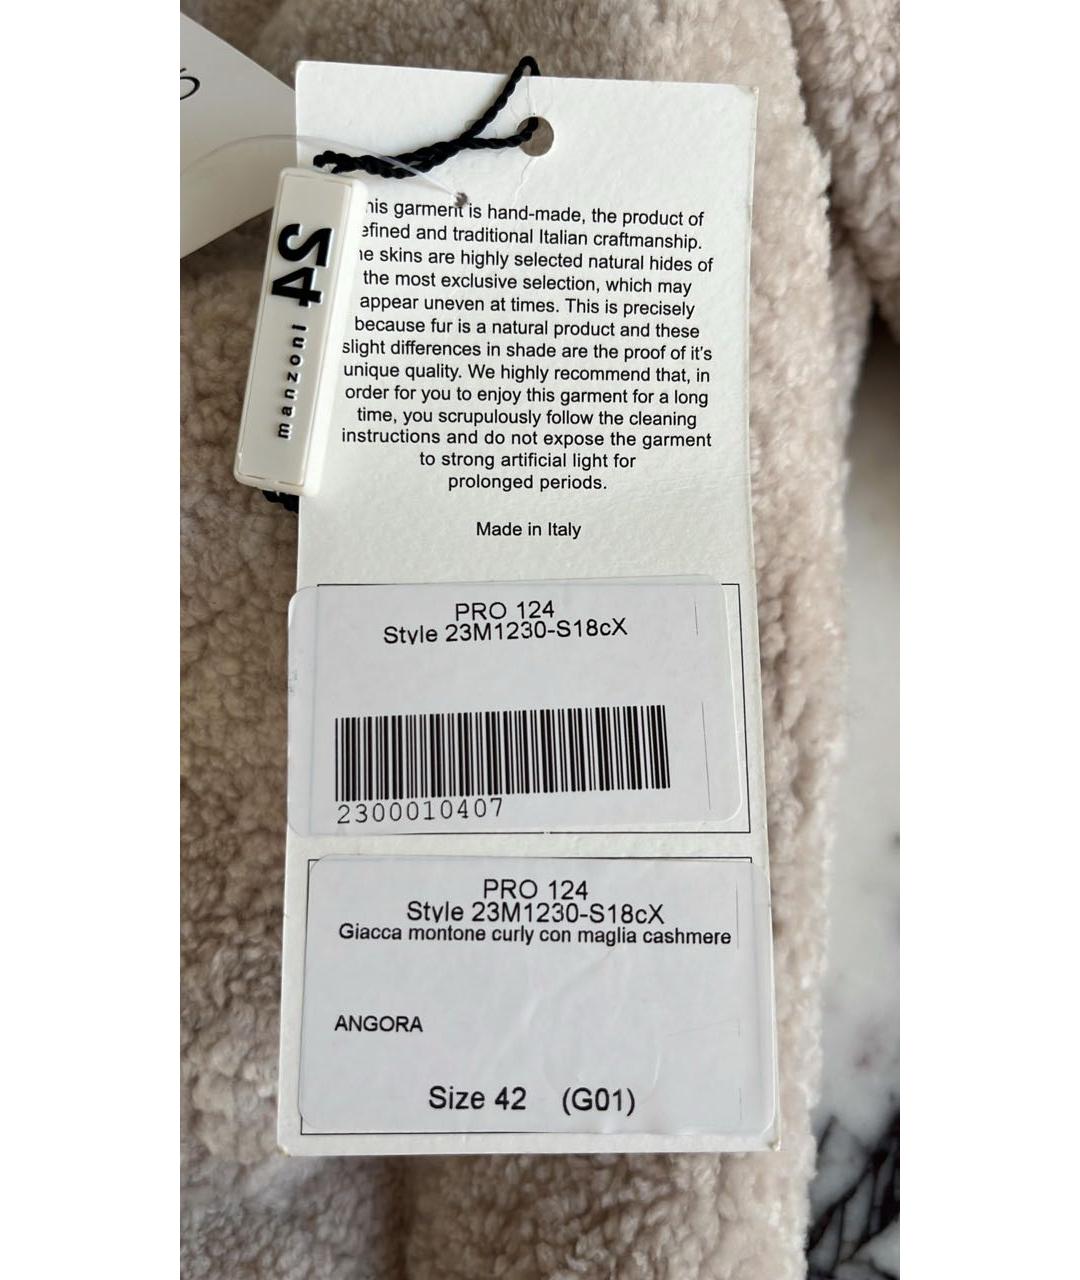 manzoni 24
his garment is hand-made, the product of
efined and traditional Italian craftmanship.
e skins are highly selected natural hides of
the most exclusive selection, which may
appear uneven at times. This is precisely
because fur is a natural product and these
slight differences in shade are the proof of it's
unique quality. We highly recommend that, in
order for you to enjoy this garment for a long
time, you scrupulously follow the cleaning
instructions and do not expose the garment
to strong artificial light for
prolonged periods.
Made in Italy
PRO 124
Style 23M1230-S18cX
2300010407
PRO 124
Style 23M1230-S18cX
Giacca montone curly con maglia cashmere
ANGORA
Size 42 (G01)